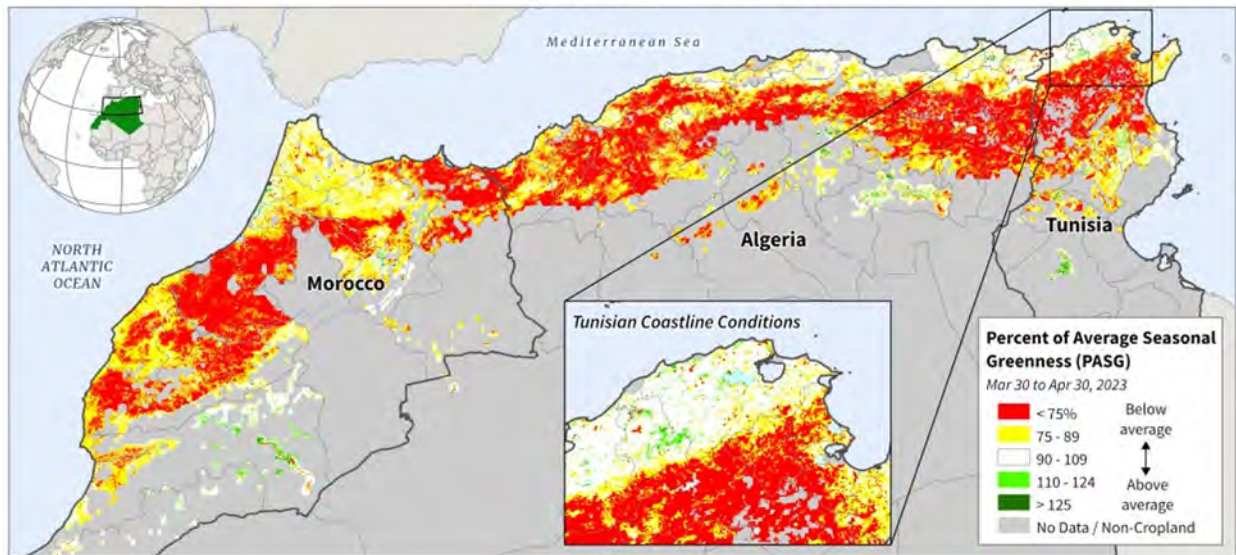 Mediterranean Sea
NORTH
ATLANTIC
OCEAN
Morocco
Algeria
Tunisia
Tunisian Coastline Conditions
Percent of Average Seasonal
Greenness (PASG)
Mar 30 to Apr 30, 2023
< 75%
75 - 89
90 - 109
110 - 124
> 125
No Data / Non-Cropland
Below
average
Above
average